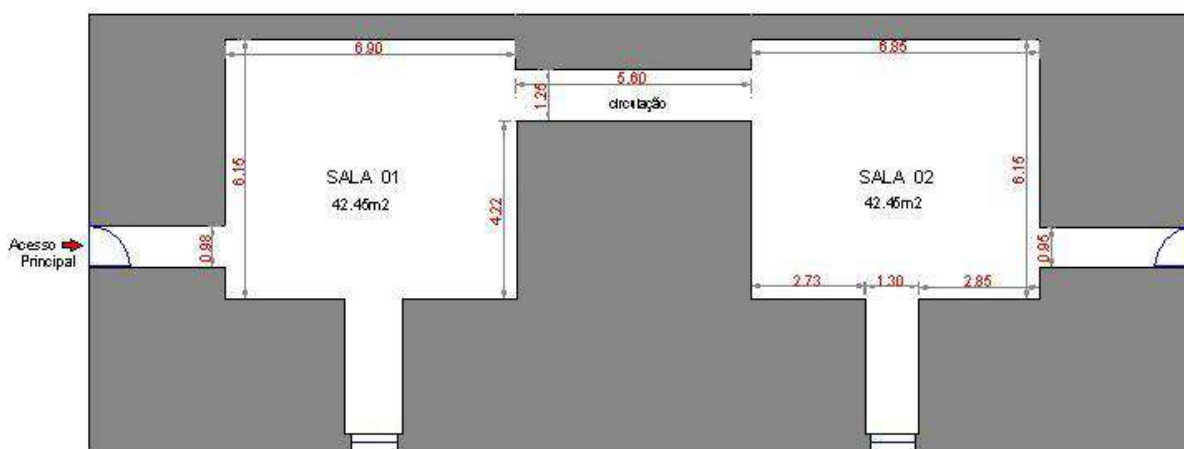 6.90
6.85
5.60
1.25
circulação
6.15
SALA 01
42.45m2
4.22
SALA 02
42.45m2
6.15
Acesso
Principal
0.98
0.95
2.73
1.30
2.85